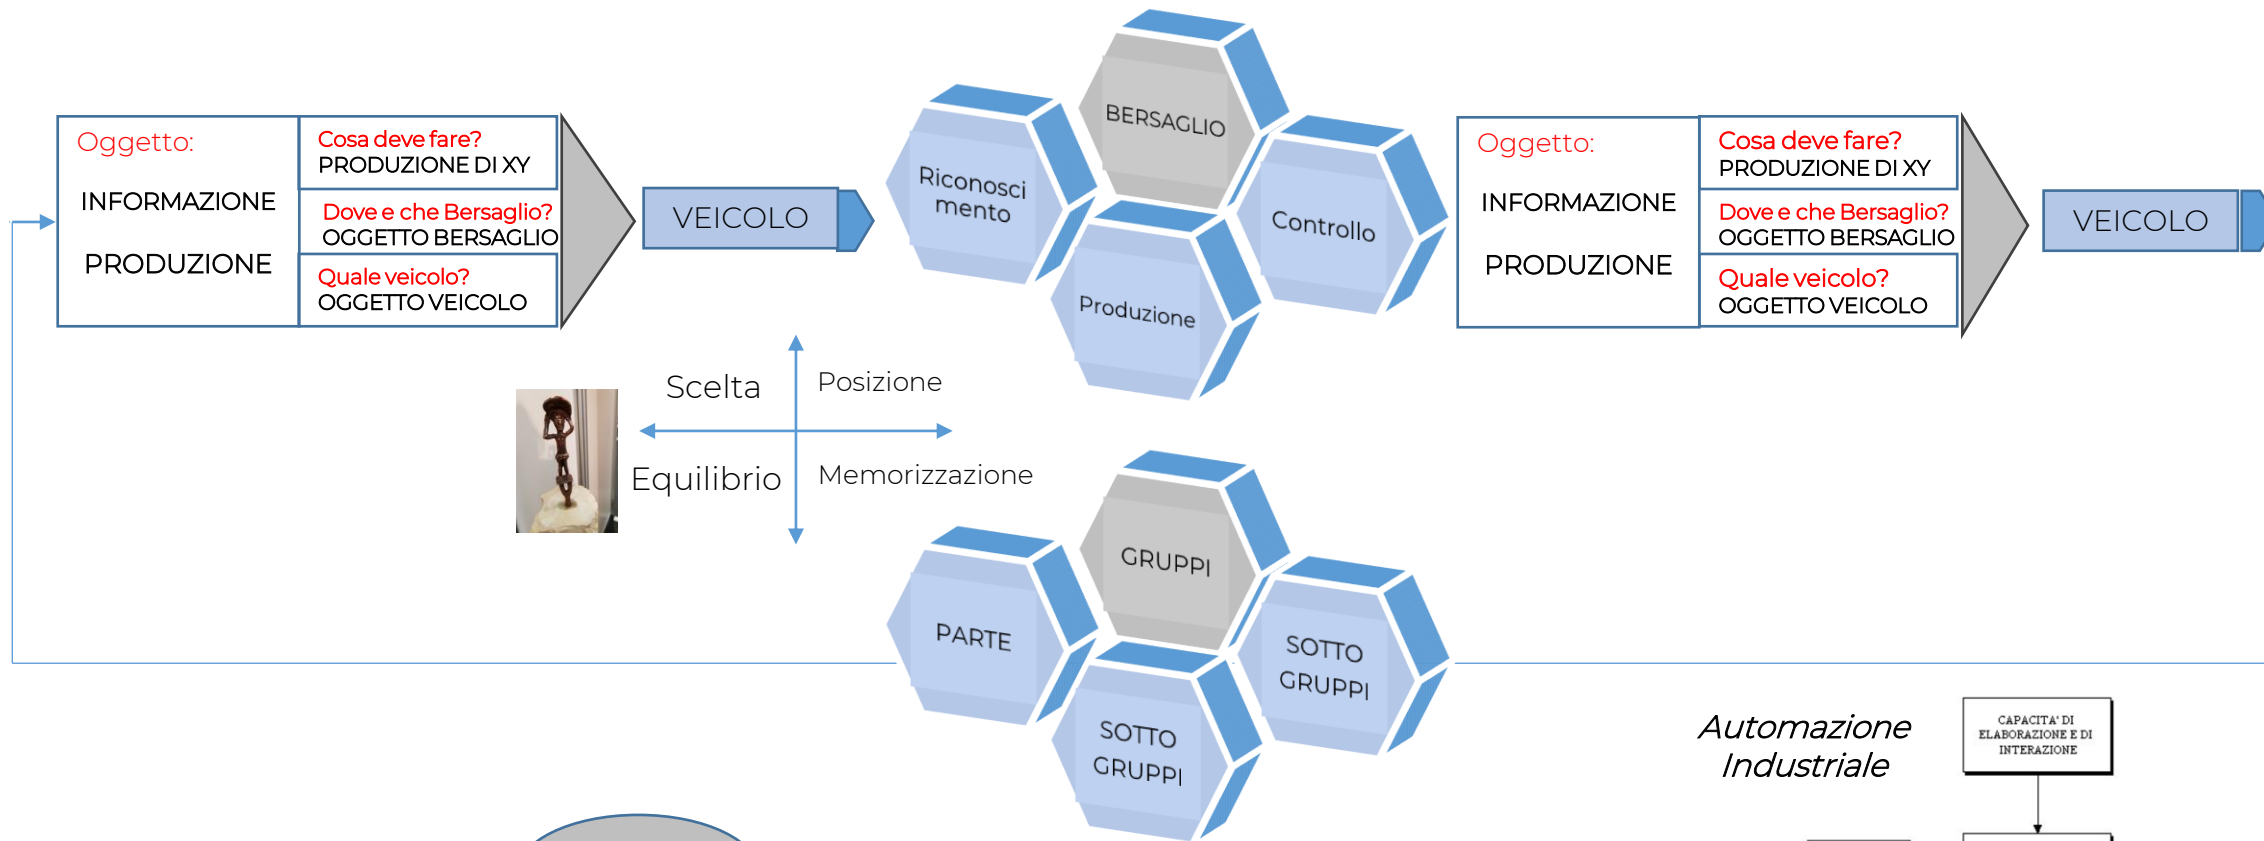 Oggetto:
INFORMAZIONE
PRODUZIONE
Cosa deve fare?
PRODUZIONE DI XY
Dove e che Bersaglio?
OGGETTO BERSAGLIO
Quale veicolo?
OGGETTO VEICOLO
VEICOLO
Riconosci
mento
BERSAGLIO
Produzione
Controllo
Oggetto:
INFORMAZIONE
PRODUZIONE
Cosa deve fare?
PRODUZIONE DI XY
Dove e che Bersaglio?
OGGETTO BERSAGLIO
Quale veicolo?
OGGETTO VEICOLO
VEICOLO
Scelta
Posizione
Equilibrio
Memorizzazione
GRUPPI
PARTE
SOTTO
GRUPPI
SOTTO
GRUPPI
Automazione
Industriale
CAPACITA' DI
ELABORAZIONE E DI
INTERAZIONE